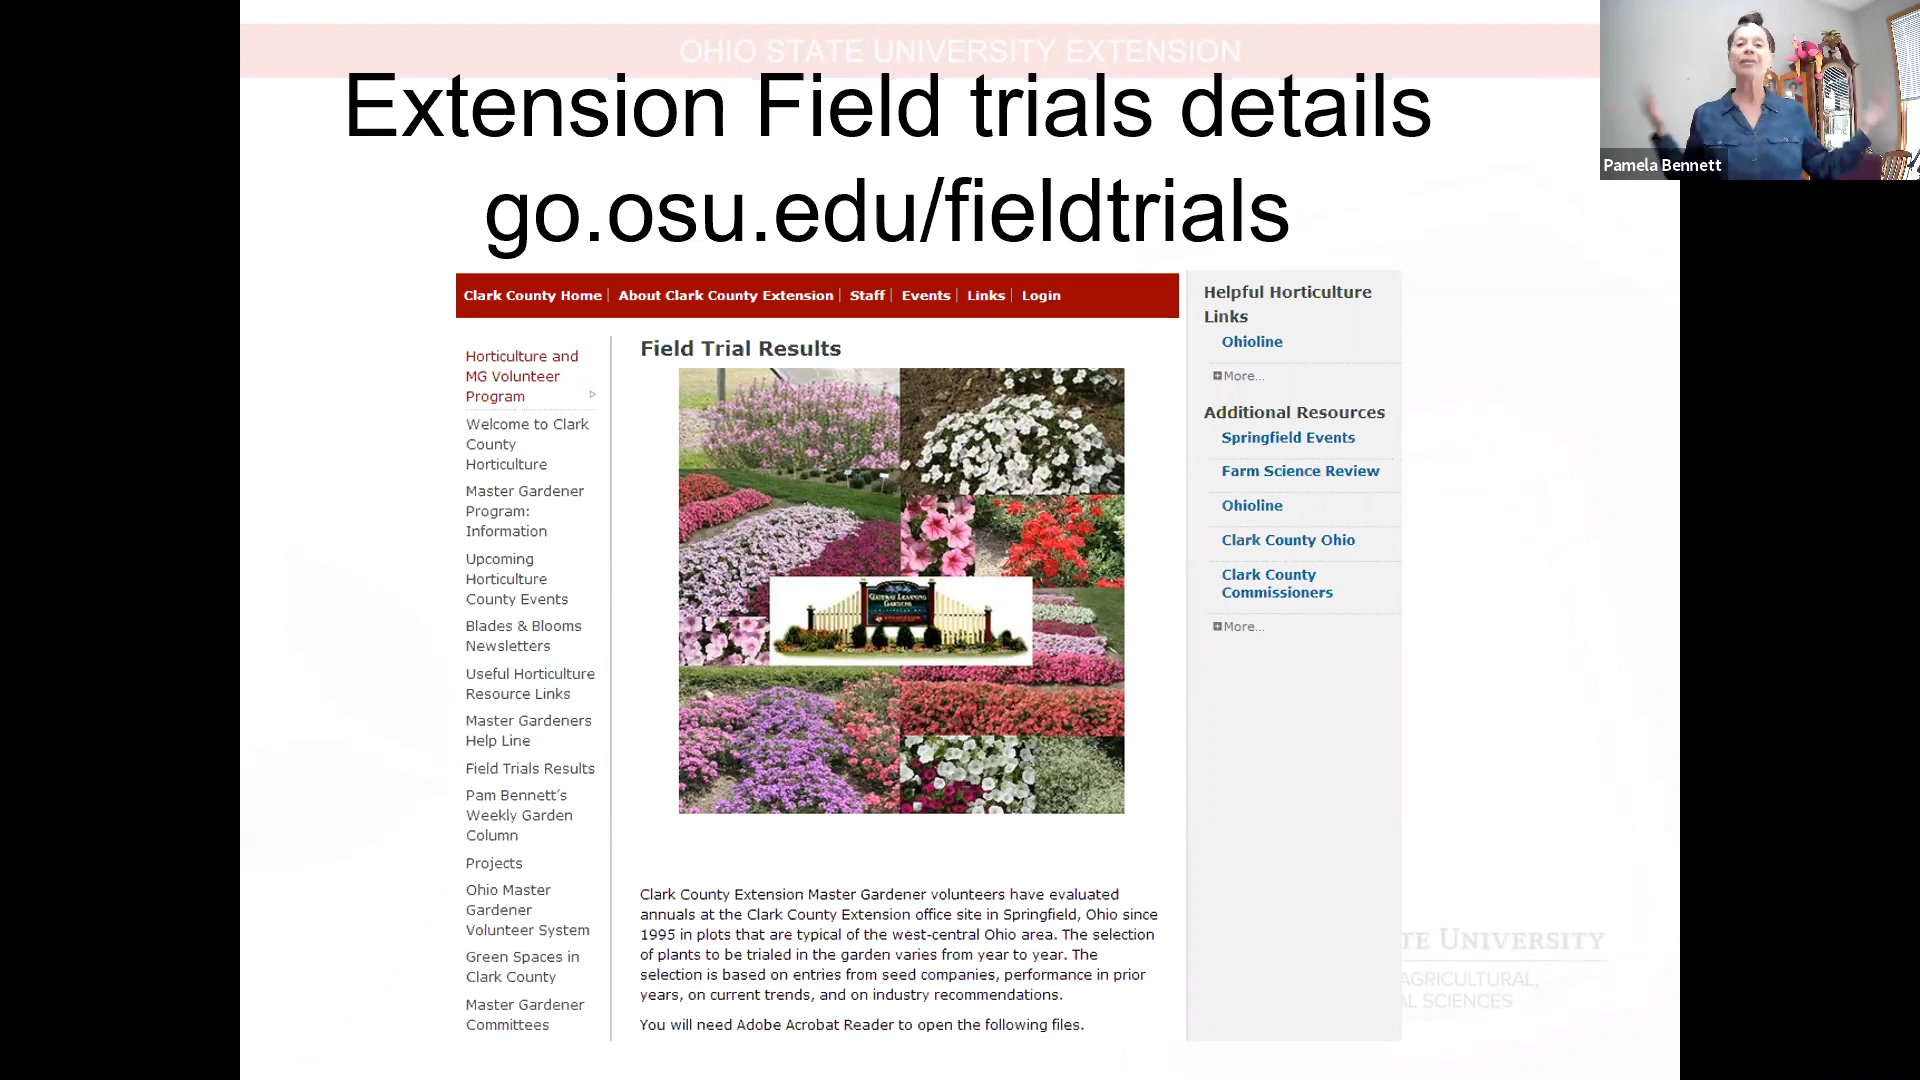 OHIO STATE UNIVERSITY EXTENSION
Extension Field trials details
go.osu.edu/fieldtrials
Pamela Bennett
Clark County Home | About Clark County Extension | Staff | Events | Links | Login
Horticulture and
MG Volunteer
Program
Welcome to Clark
County
Horticulture
Master Gardener
Program:
Information
Upcoming
Horticulture
County Events
Blades & Blooms
Newsletters
Useful Horticulture
Resource Links
Master Gardeners
Help Line
Field Trials Results
Pam Bennett’s
Weekly Garden
Column
Projects
Ohio Master
Gardener
Volunteer System
Green Spaces in
Clark County
Master Gardener
Committees
Field Trial Results
Gateway Learning
Gardens
Clark County Extension Master Gardener volunteers have evaluated
annuals at the Clark County Extension office site in Springfield, Ohio since
1995 in plots that are typical of the west-central Ohio area. The selection
of plants to be trialed in the garden varies from year to year. The
selection is based on entries from seed companies, performance in prior
years, on current trends, and on industry recommendations.
You will need Adobe Acrobat Reader to open the following files.
Helpful Horticulture
Links
Ohioline
More...
Additional Resources
Springfield Events
Farm Science Review
Ohioline
Clark County Ohio
Clark County
Commissioners
More...
TE UNIVERSITY
AGRICULTURAL,
AL SCIENCES